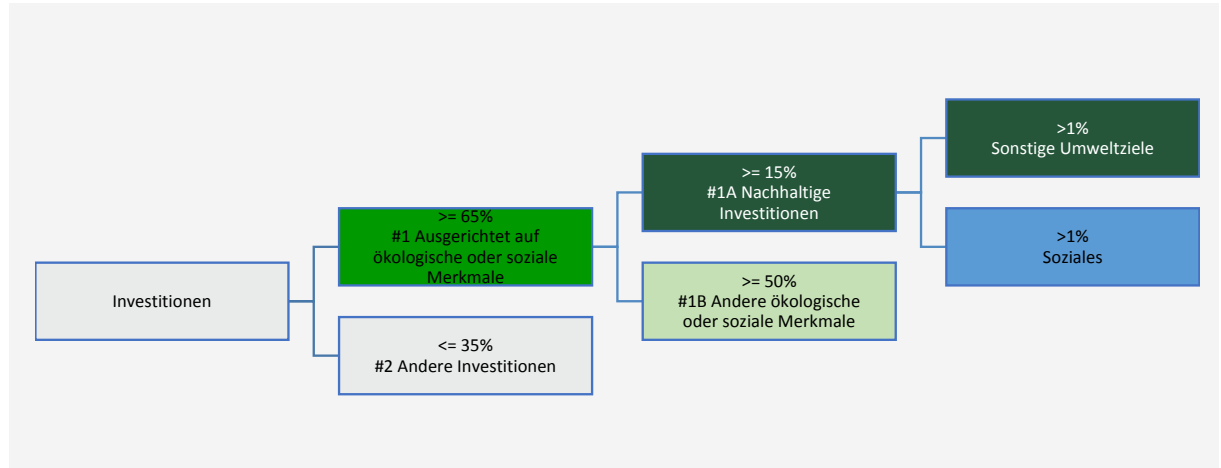 Investitionen
>= 65%
#1 Ausgerichtet auf
ökologische oder soziale
Merkmale
<= 35%
#2 Andere Investitionen
>= 15%
#1A Nachhaltige
Investitionen
>= 50%
#1B Andere ökologische
oder soziale Merkmale
>1%
Sonstige Umweltziele
>1%
Soziales